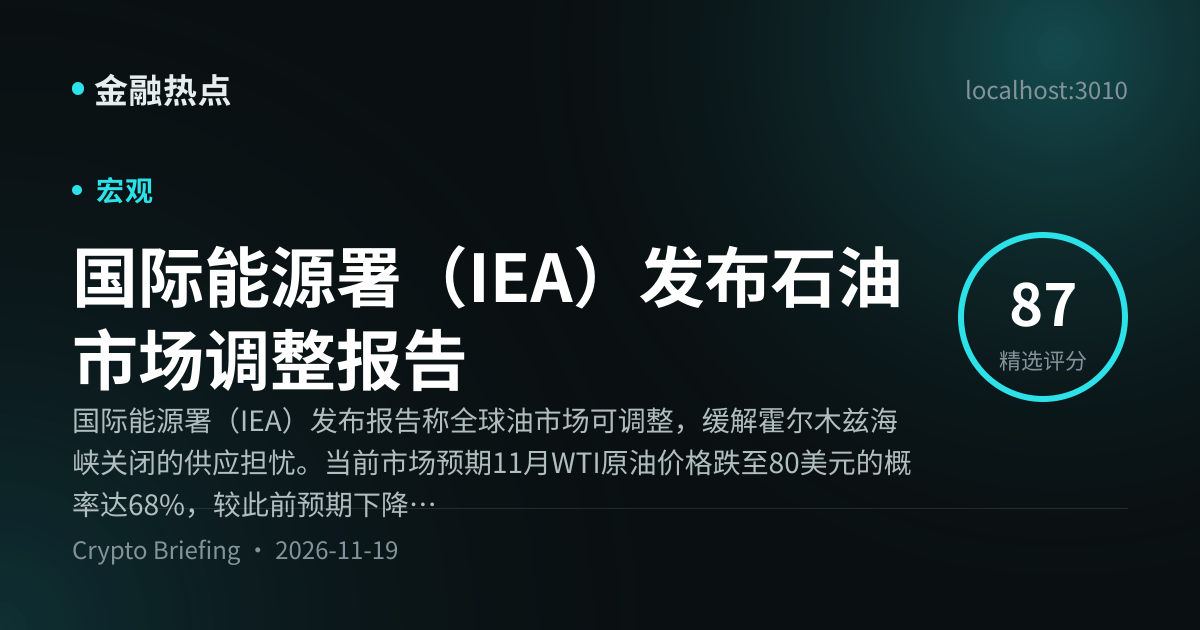 金融热点
localhost:3010
宏观
国际能源署（IEA）发布石油
市场调整报告
87
精选评分
国际能源署（IEA）发布报告称全球油市场可调整，缓解霍尔木兹海
峡关闭的供应担忧。当前市场预期11月WTI原油价格跌至80美元的概
率达68%，较此前预期下降…
Crypto Briefing · 2026-11-19